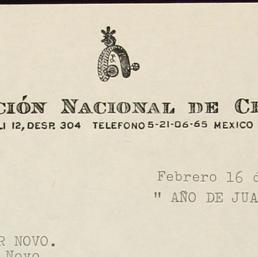 CIÓN NACIONAL DE C
LI 12, DESP. 304 TELEFONO 5-21-06-65 MEXICO
Febrero 16 d
" AÑO DE JUA
R NOVO.
Novo